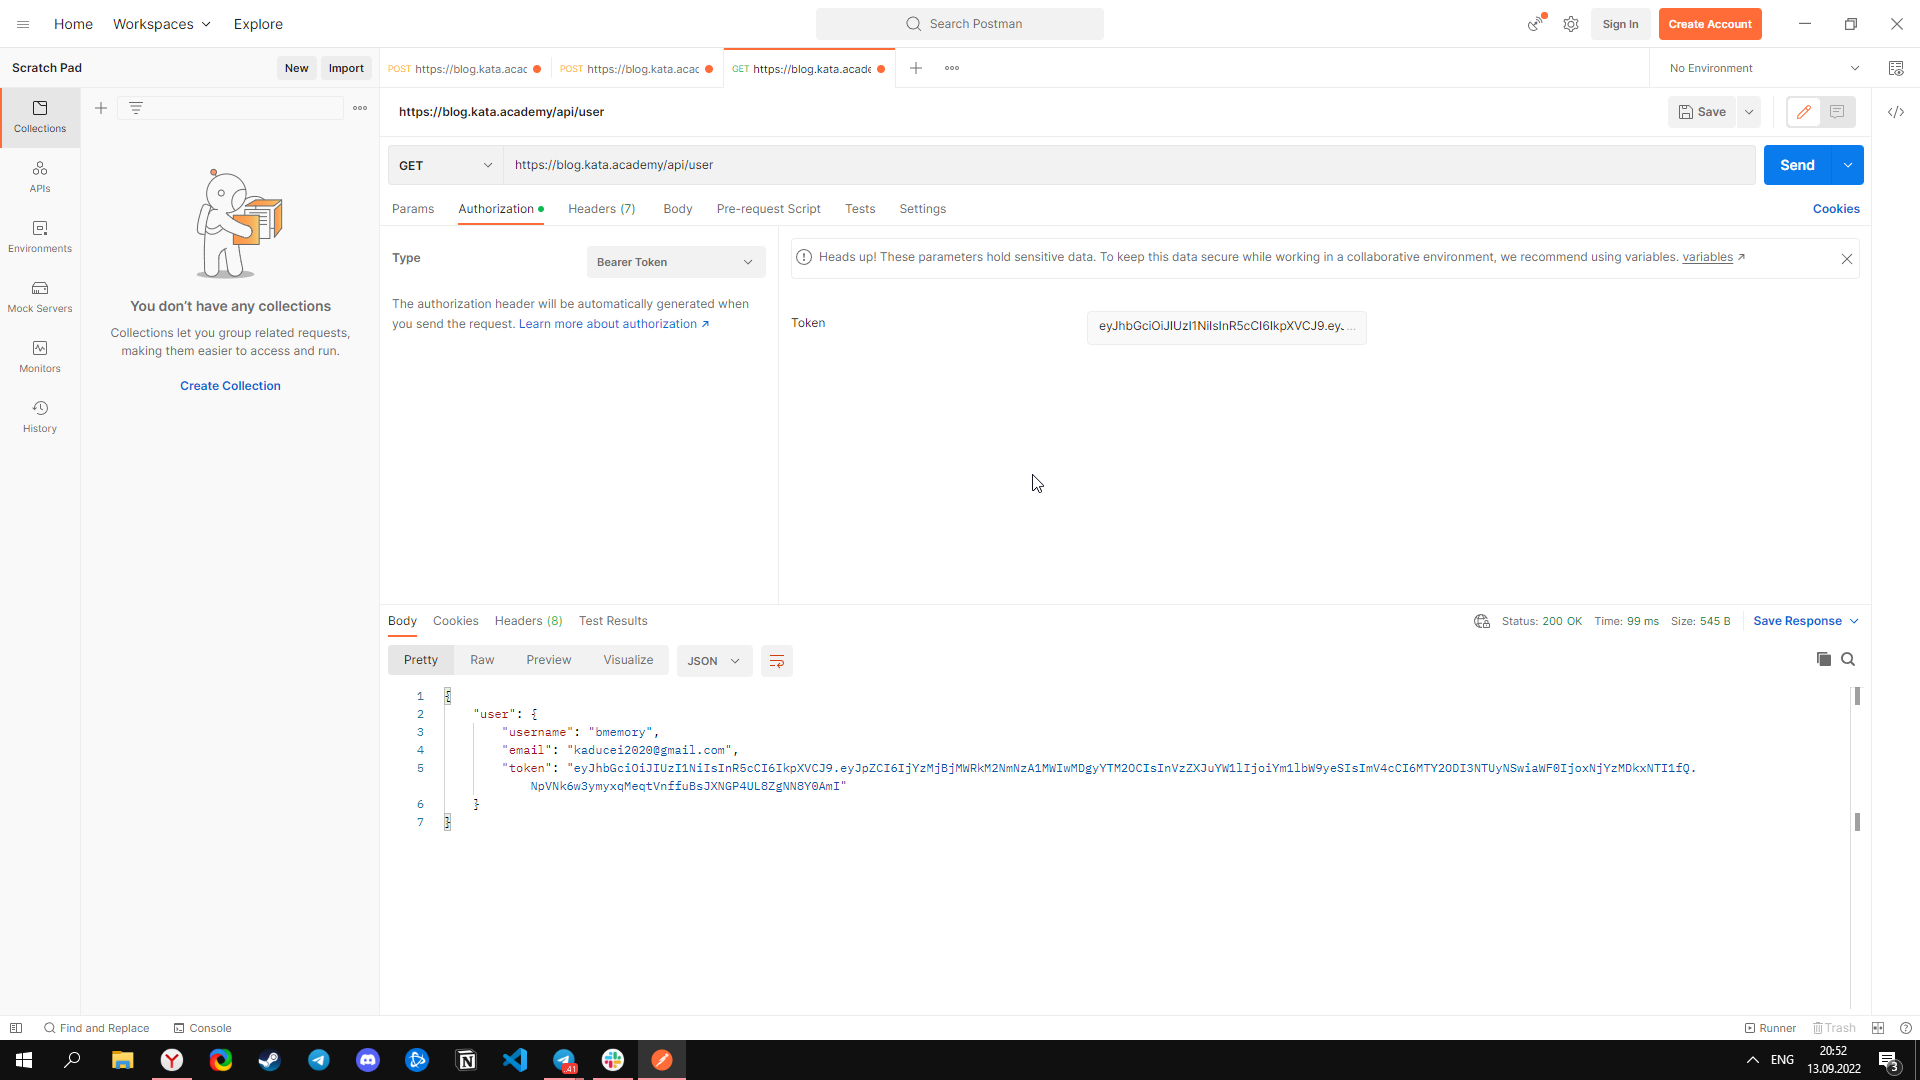 Home
Workspaces
Explore
Search Postman
Sign In
Create Account
Scratch Pad
New
Import
POST https://blog.kata.acac
POST https://blog.kata.acac
GET https://blog.kata.acade
No Environment
Collections
APIs
Environments
Mock Servers
Monitors
History
You don't have any collections
Collections let you group related requests,
making them easier to access and run.
Create Collection
https://blog.kata.academy/api/user
Save
GET
https://blog.kata.academy/api/user
Send
Params
Authorization
Headers (7)
Body
Pre-request Script
Tests
Settings
Cookies
Type
Bearer Token
The authorization header will be automatically generated when
you send the request. Learn more about authorization ↗
Heads up! These parameters hold sensitive data. To keep this data secure while working in a collaborative environment, we recommend using variables. variables ↗
Token
eyJhbGciOiJIUzI1NiIsInR5cCI6IkpXVCJ9.ey. ...
Body
Cookies
Headers (8)
Test Results
Status: 200 OK
Time: 99 ms
Size: 545 B
Save Response
Pretty
Raw
Preview
Visualize
JSON
1 {
2 "user": {
3 "username": "bmemory",
4 "email": "kaducei2020@gmail.com",
5 "token": "eyJhbGciOiJIUzI1NiIsInR5cCI6IkpXVCJ9.eyJpZCI6IjYzMjBjMWRkM2NmNzA1MWIwMDgyYTM2OCIsInVzZXJuYW1lIjoiYm1lbW9yeSIsImV4cCI6MTY2ODI3NTUyNSwiaWF0IjoxNjYzMDkxNTI1fQ.
NpVNk6w3ymyxqMeqtVnffuBsJXNGP4UL8ZgNN8Y0AmI"
6 }
7 }
Find and Replace
Console
Runner
Trash
41
ENG
20:52
13.09.2022
3